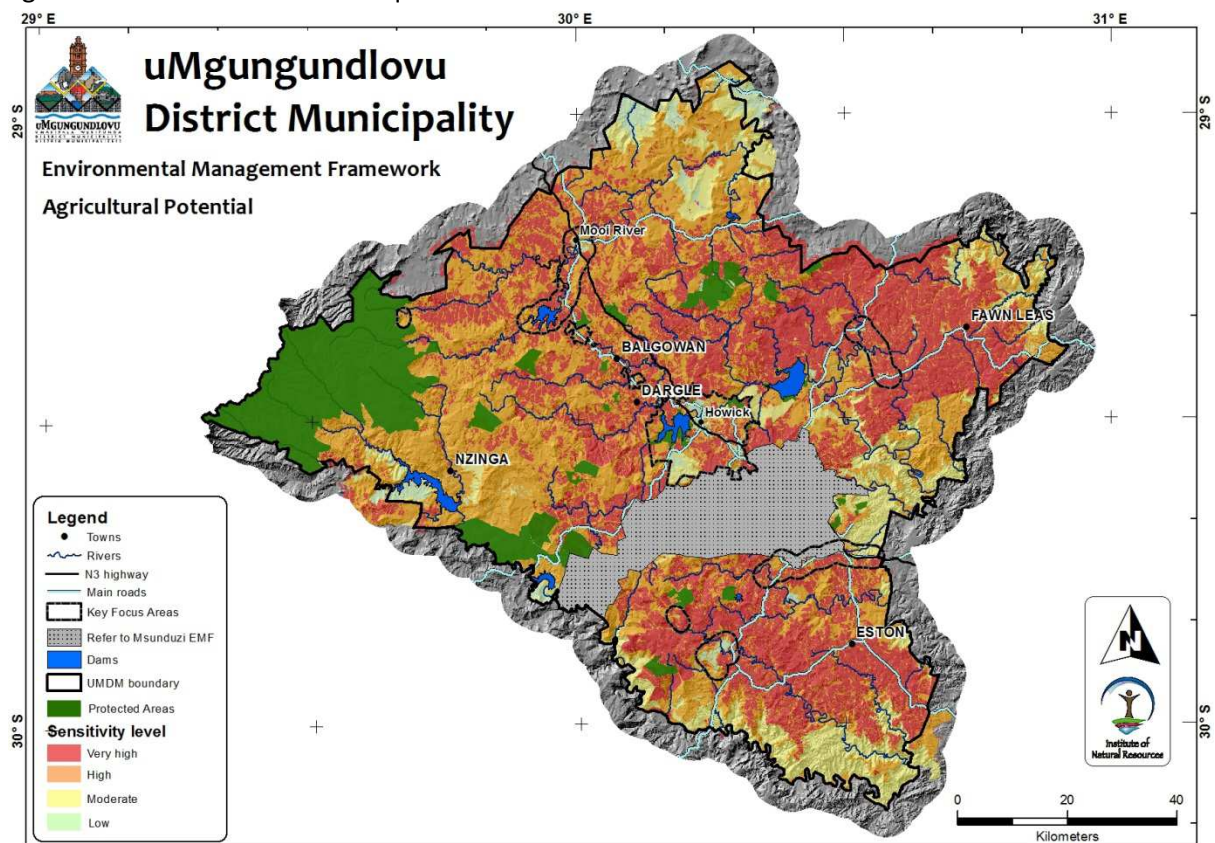 29° E
30° E
31° E
uMgungundlovu
District Municipality
Environmental Management Framework
Agricultural Potential
uMGUNGUNDLOVU
29° S
29° S
Mooi River
FAWN LEAS
BALGOWAN
DARGLE
Howick
NZINGA
ESTON
Legend
Towns
Rivers
N3 highway
Main roads
Key Focus Areas
Refer to Msunduzi EMF
Dams
UMDM boundary
Protected Areas
Sensitivity level
Very high
High
Moderate
Low
30° S
30° S
N
Institute of
Natural Resources
0 20 40
Kilometers